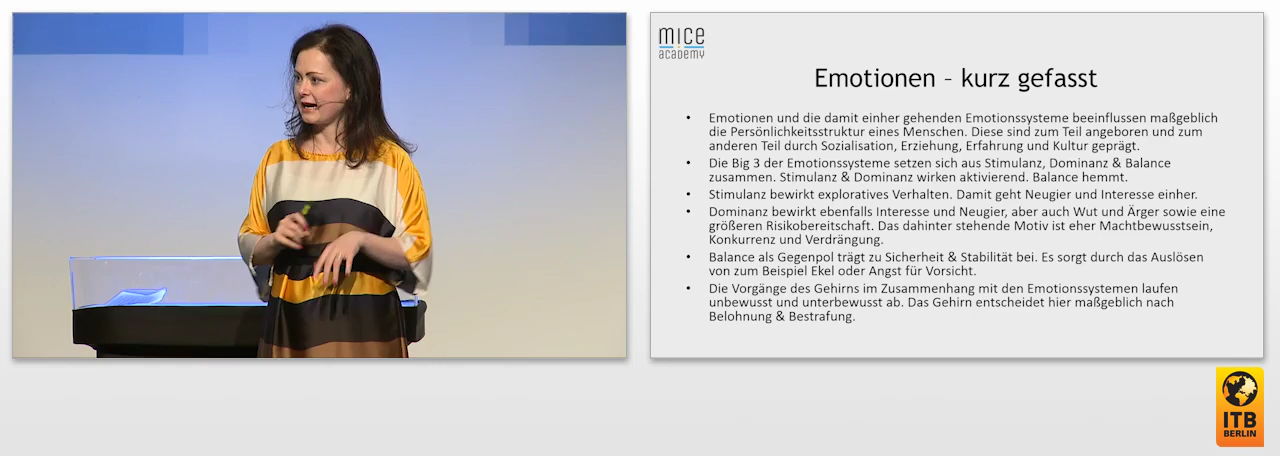 mice
academy
Emotionen – kurz gefasst
• Emotionen und die damit einher gehenden Emotionssysteme beeinflussen maßgeblich
die Persönlichkeitsstruktur eines Menschen. Diese sind zum Teil angeboren und zum
anderen Teil durch Sozialisation, Erziehung, Erfahrung und Kultur geprägt.
• Die Big 3 der Emotionssysteme setzen sich aus Stimulanz, Dominanz & Balance
zusammen. Stimulanz & Dominanz wirken aktivierend. Balance hemmt.
• Stimulanz bewirkt exploratives Verhalten. Damit geht Neugier und Interesse einher.
• Dominanz bewirkt ebenfalls Interesse und Neugier, aber auch Wut und Ärger sowie eine
größeren Risikobereitschaft. Das dahinter stehende Motiv ist eher Machtbewusstsein,
Konkurrenz und Verdrängung.
• Balance als Gegenpol trägt zu Sicherheit & Stabilität bei. Es sorgt durch das Auslösen
von zum Beispiel Ekel oder Angst für Vorsicht.
• Die Vorgänge des Gehirns im Zusammenhang mit den Emotionssystemen laufen
unbewusst und unterbewusst ab. Das Gehirn entscheidet hier maßgeblich nach
Belohnung & Bestrafung.
ITB
BERLIN